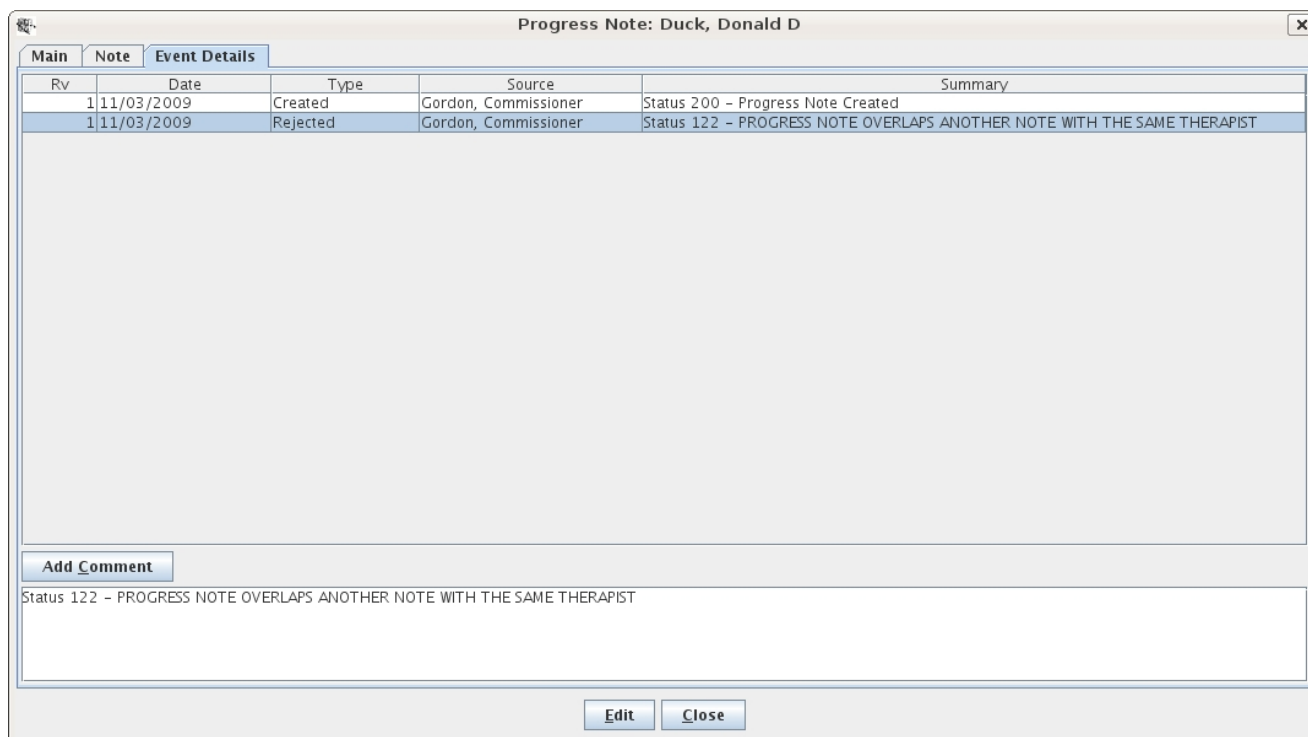 Progress Note: Duck, Donald D
Main Note Event Details
Rv Date Type Source Summary
1 11/03/2009 Created Gordon, Commissioner Status 200 – Progress Note Created
1 11/03/2009 Rejected Gordon, Commissioner Status 122 – PROGRESS NOTE OVERLAPS ANOTHER NOTE WITH THE SAME THERAPIST
Add Comment
Status 122 – PROGRESS NOTE OVERLAPS ANOTHER NOTE WITH THE SAME THERAPIST
Edit Close